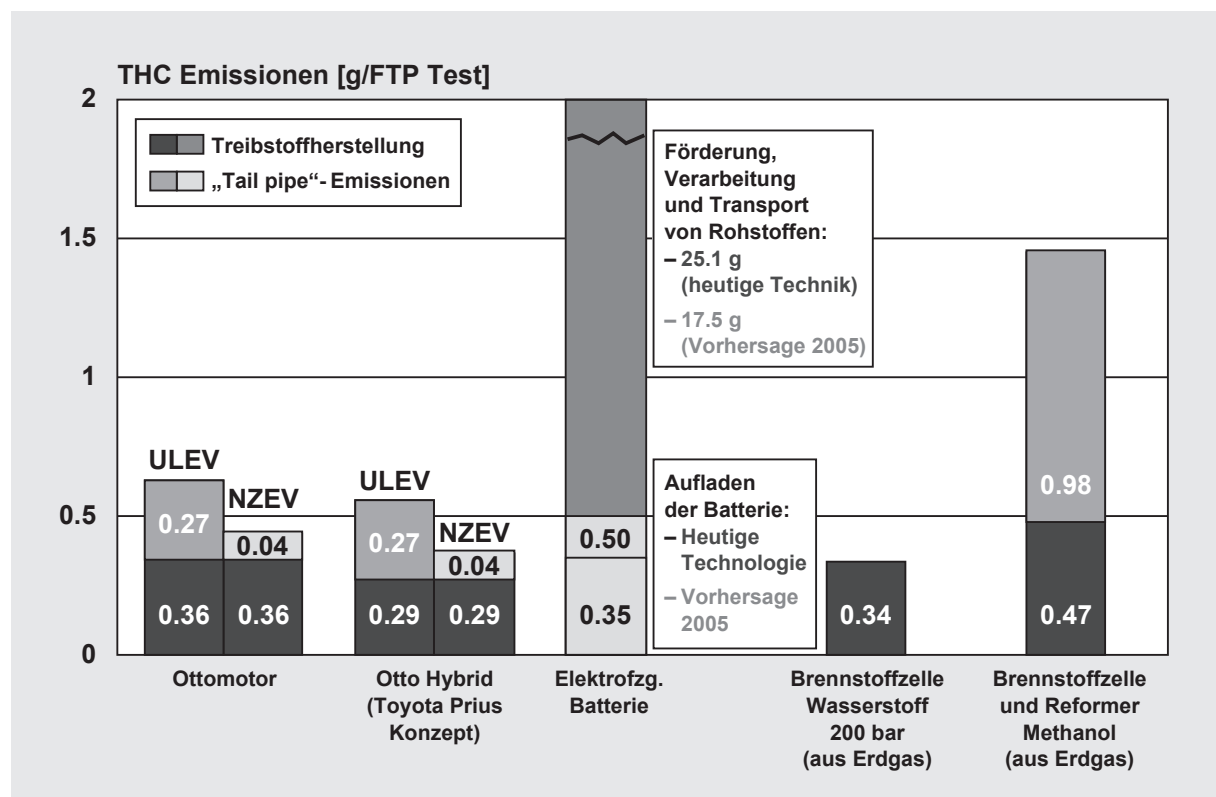 THC Emissionen [g/FTP Test]
2
1.5
1
0.5
0
Treibstoffherstellung
„Tail pipe“- Emissionen
Förderung,
Verarbeitung
und Transport
von Rohstoffen:
– 25.1 g
(heutige Technik)
– 17.5 g
(Vorhersage 2005)
Aufladen
der Batterie:
– Heutige
Technologie
– Vorhersage
2005
ULEV
NZEV
0.27
0.04
0.36
0.36
ULEV
NZEV
0.27
0.04
0.29
0.29
0.50
0.35
0.34
0.98
0.47
Ottomotor
Otto Hybrid
(Toyota Prius
Konzept)
Elektrofzg.
Batterie
Brennstoffzelle
Wasserstoff
200 bar
(aus Erdgas)
Brennstoffzelle
und Reformer
Methanol
(aus Erdgas)